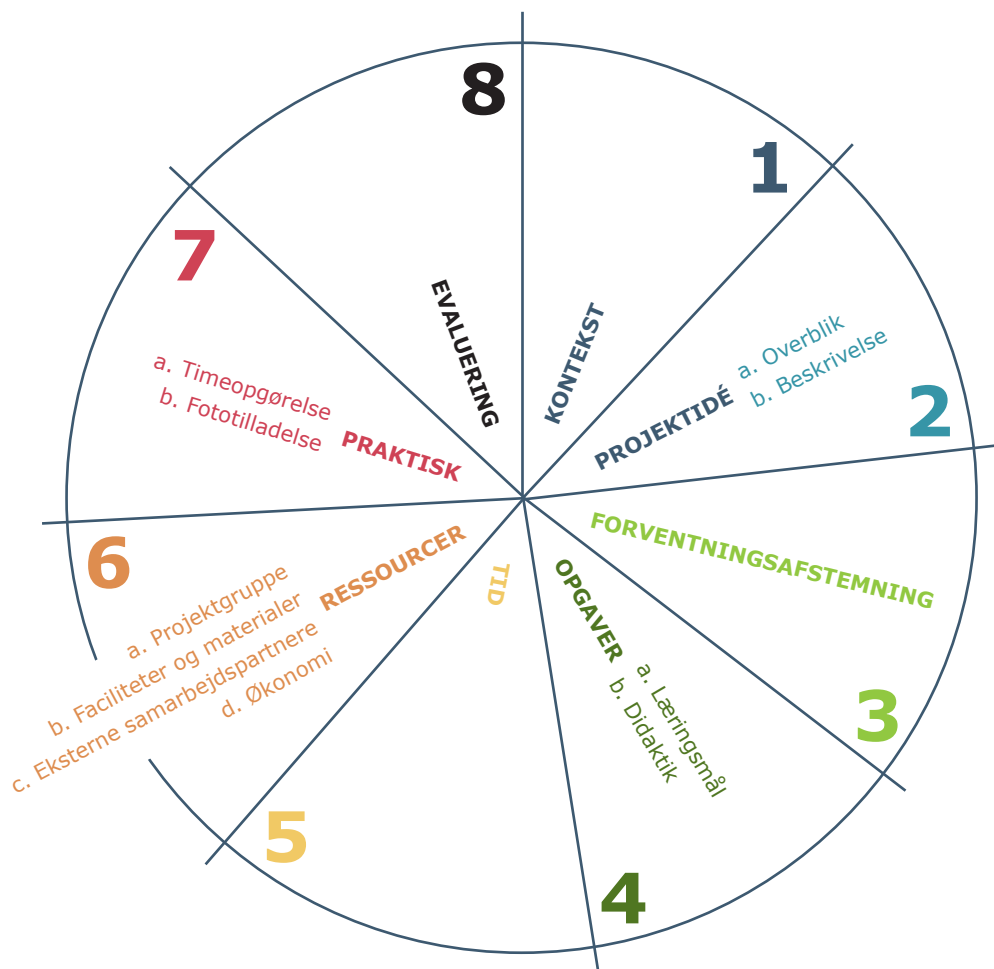 1
KONTEKST
2
PROJEKTIDÉ
a. Overblik
b. Beskrivelse
3
FORVENTNINGSAFSTEMNING
4
OPGAVER
a. Læringsmål
b. Didaktik
5
TID
6
RESSOURCER
a. Projektgruppe
b. Faciliteter og materialer
c. Eksterne samarbejdspartnere
d. Økonomi
7
PRAKTISK
a. Timeopgørelse
b. Fototilladelse
8
EVALUERING